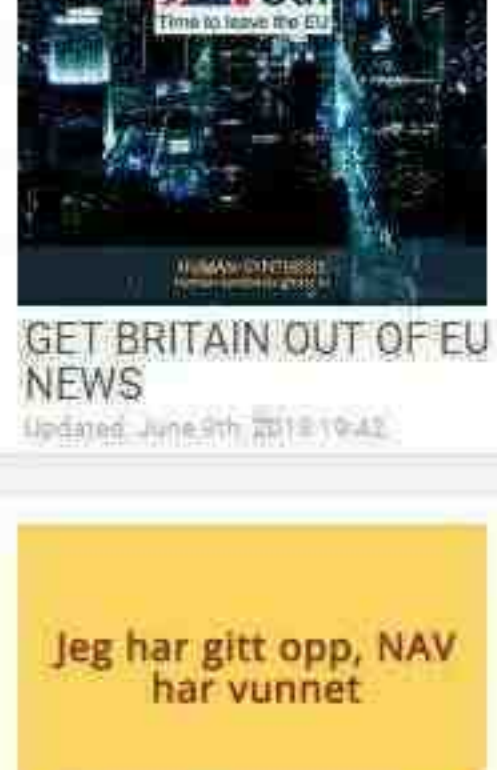 Time to leave the EU
HUMAN SYNTHESIS
GET BRITAIN OUT OF EU
NEWS
Updated: June 9th, 2018 19:42
Jeg har gitt opp, NAV
har vunnet